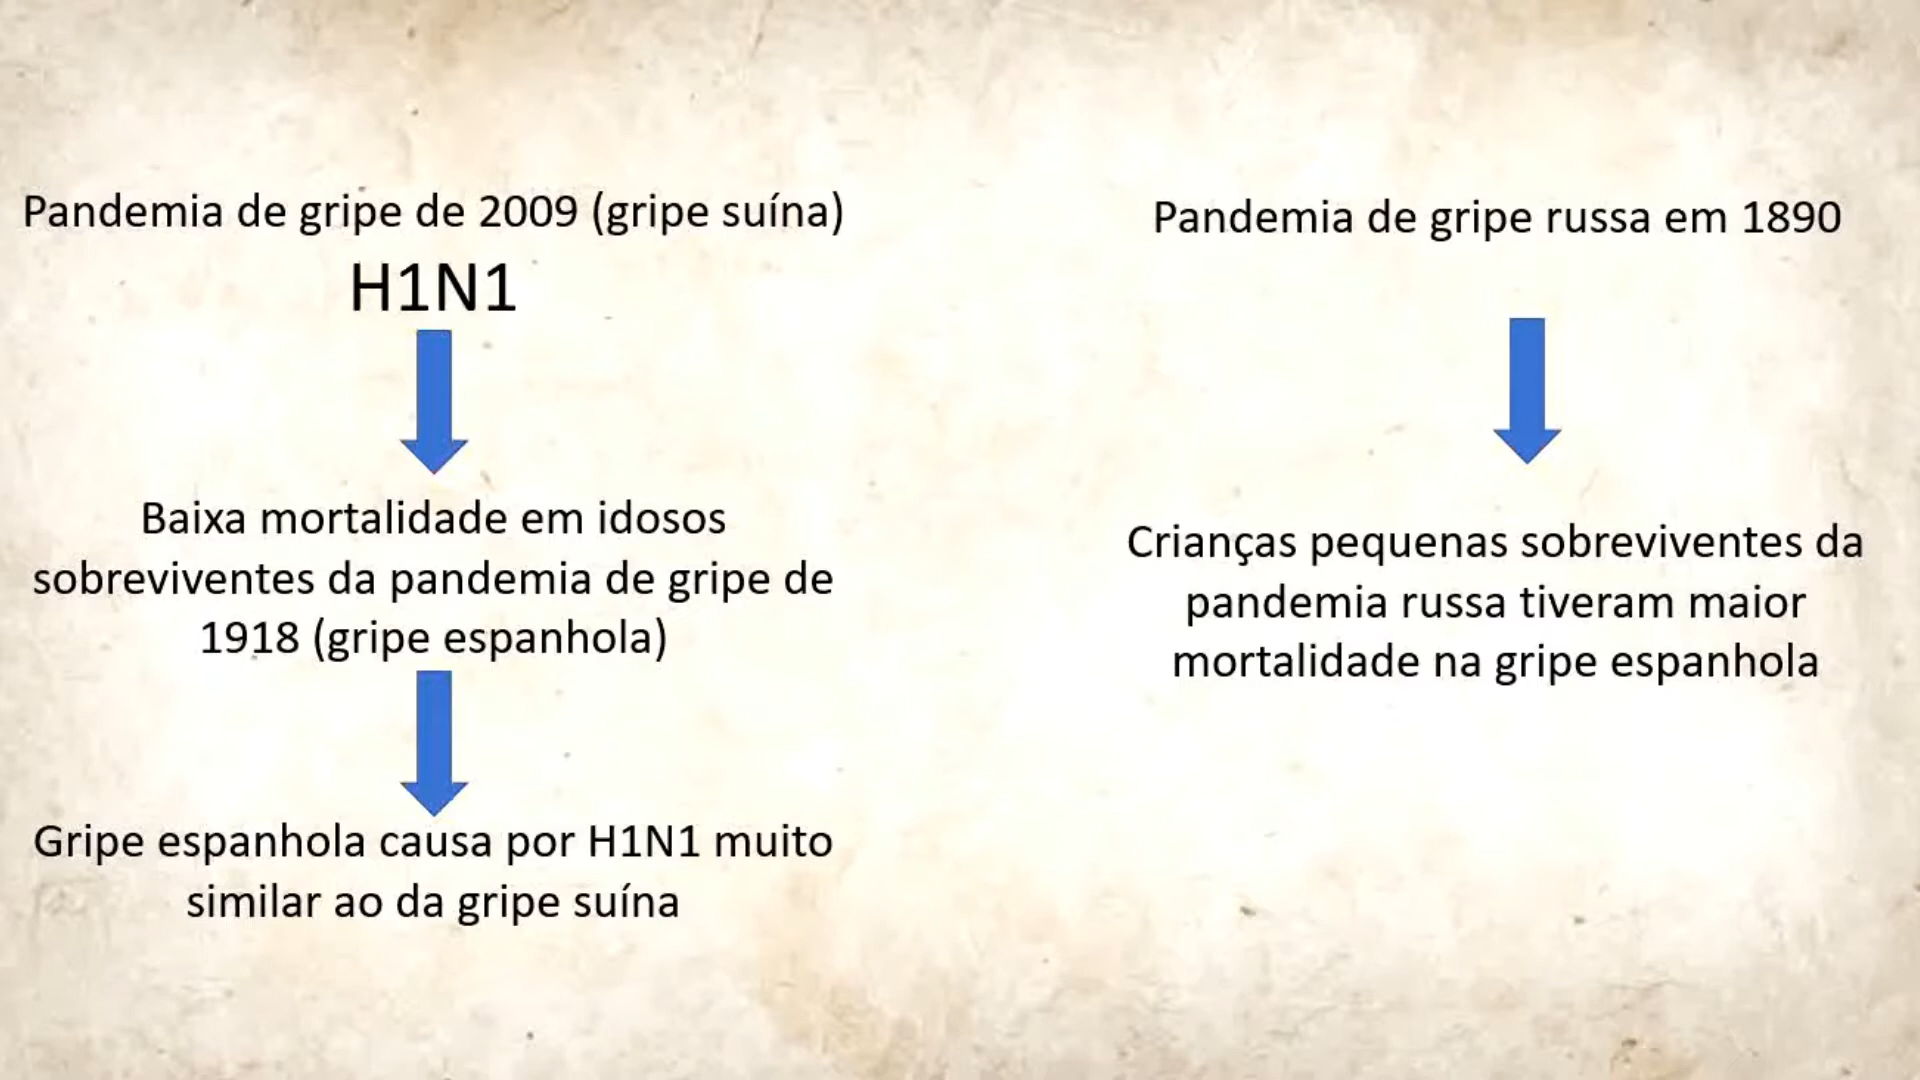 Pandemia de gripe de 2009 (gripe suína)
H1N1
Baixa mortalidade em idosos
sobreviventes da pandemia de gripe de
1918 (gripe espanhola)
Gripe espanhola causa por H1N1 muito
similar ao da gripe suína
Pandemia de gripe russa em 1890
Crianças pequenas sobreviventes da
pandemia russa tiveram maior
mortalidade na gripe espanhola